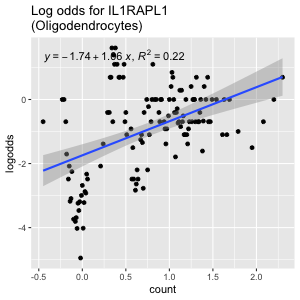 Log odds for IL1RAPL1
(Oligodendrocytes)
y = −1.74 + 1.06 x, R² = 0.22
0
-2
-4
logodds
-0.5 0.0 0.5 1.0 1.5 2.0
count